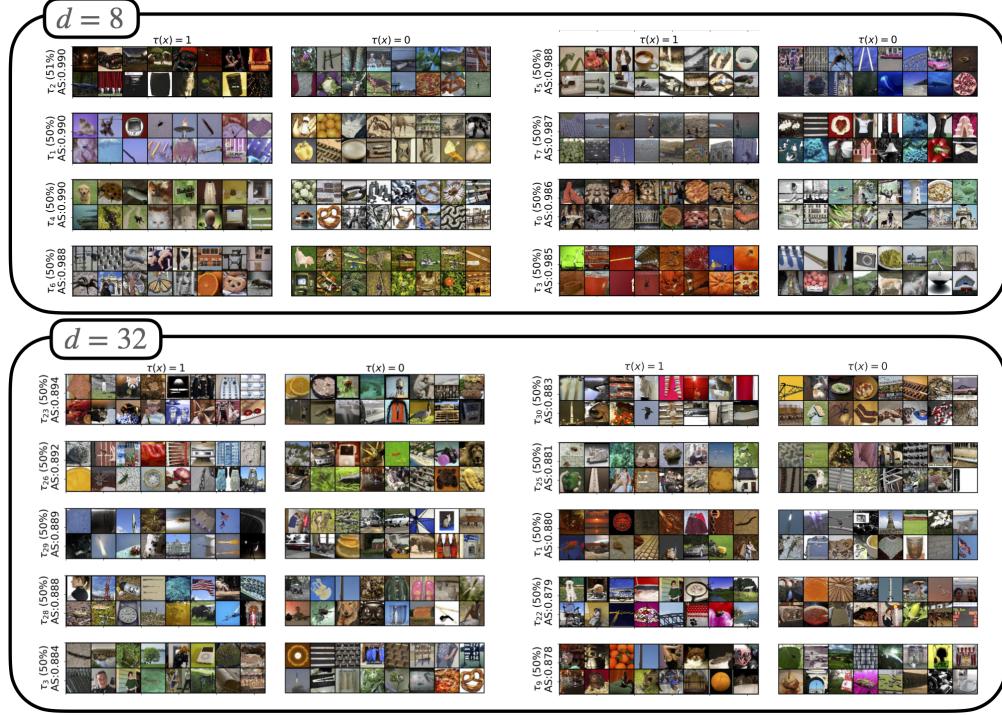 d = 8
τ(x) = 1
τ(x) = 0
τ(x) = 1
τ(x) = 0
τ₂ (51%)
AS:0.990
τ₅ (50%)
AS:0.988
τ₁ (50%)
AS:0.990
τ₇ (50%)
AS:0.987
τ₄ (50%)
AS:0.990
τ₀ (50%)
AS:0.986
τ₆ (50%)
AS:0.988
τ₃ (50%)
AS:0.985
d = 32
τ(x) = 1
τ(x) = 0
τ(x) = 1
τ(x) = 0
τ₂₃ (50%)
AS:0.894
τ₃₀ (50%)
AS:0.883
τ₂₆ (50%)
AS:0.892
τ₂₅ (50%)
AS:0.881
τ₂₉ (50%)
AS:0.889
τ₁ (50%)
AS:0.880
τ₂₈ (50%)
AS:0.888
τ₂₂ (50%)
AS:0.879
τ₃ (50%)
AS:0.884
τ₉ (50%)
AS:0.878